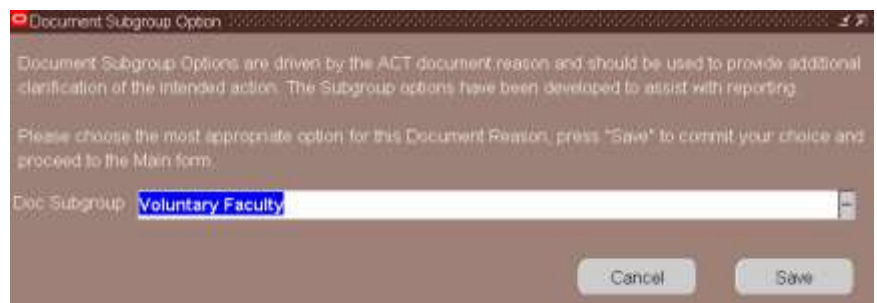 Document Subgroup Option
Document Subgroup Options are driven by the ACT document reason and should be used to provide additional
clarification of the intended action. The Subgroup options have been developed to assist with reporting.
Please choose the most appropriate option for this Document Reason, press "Save" to commit your choice and
proceed to the Main form.
Doc Subgroup Voluntary Faculty
Cancel Save